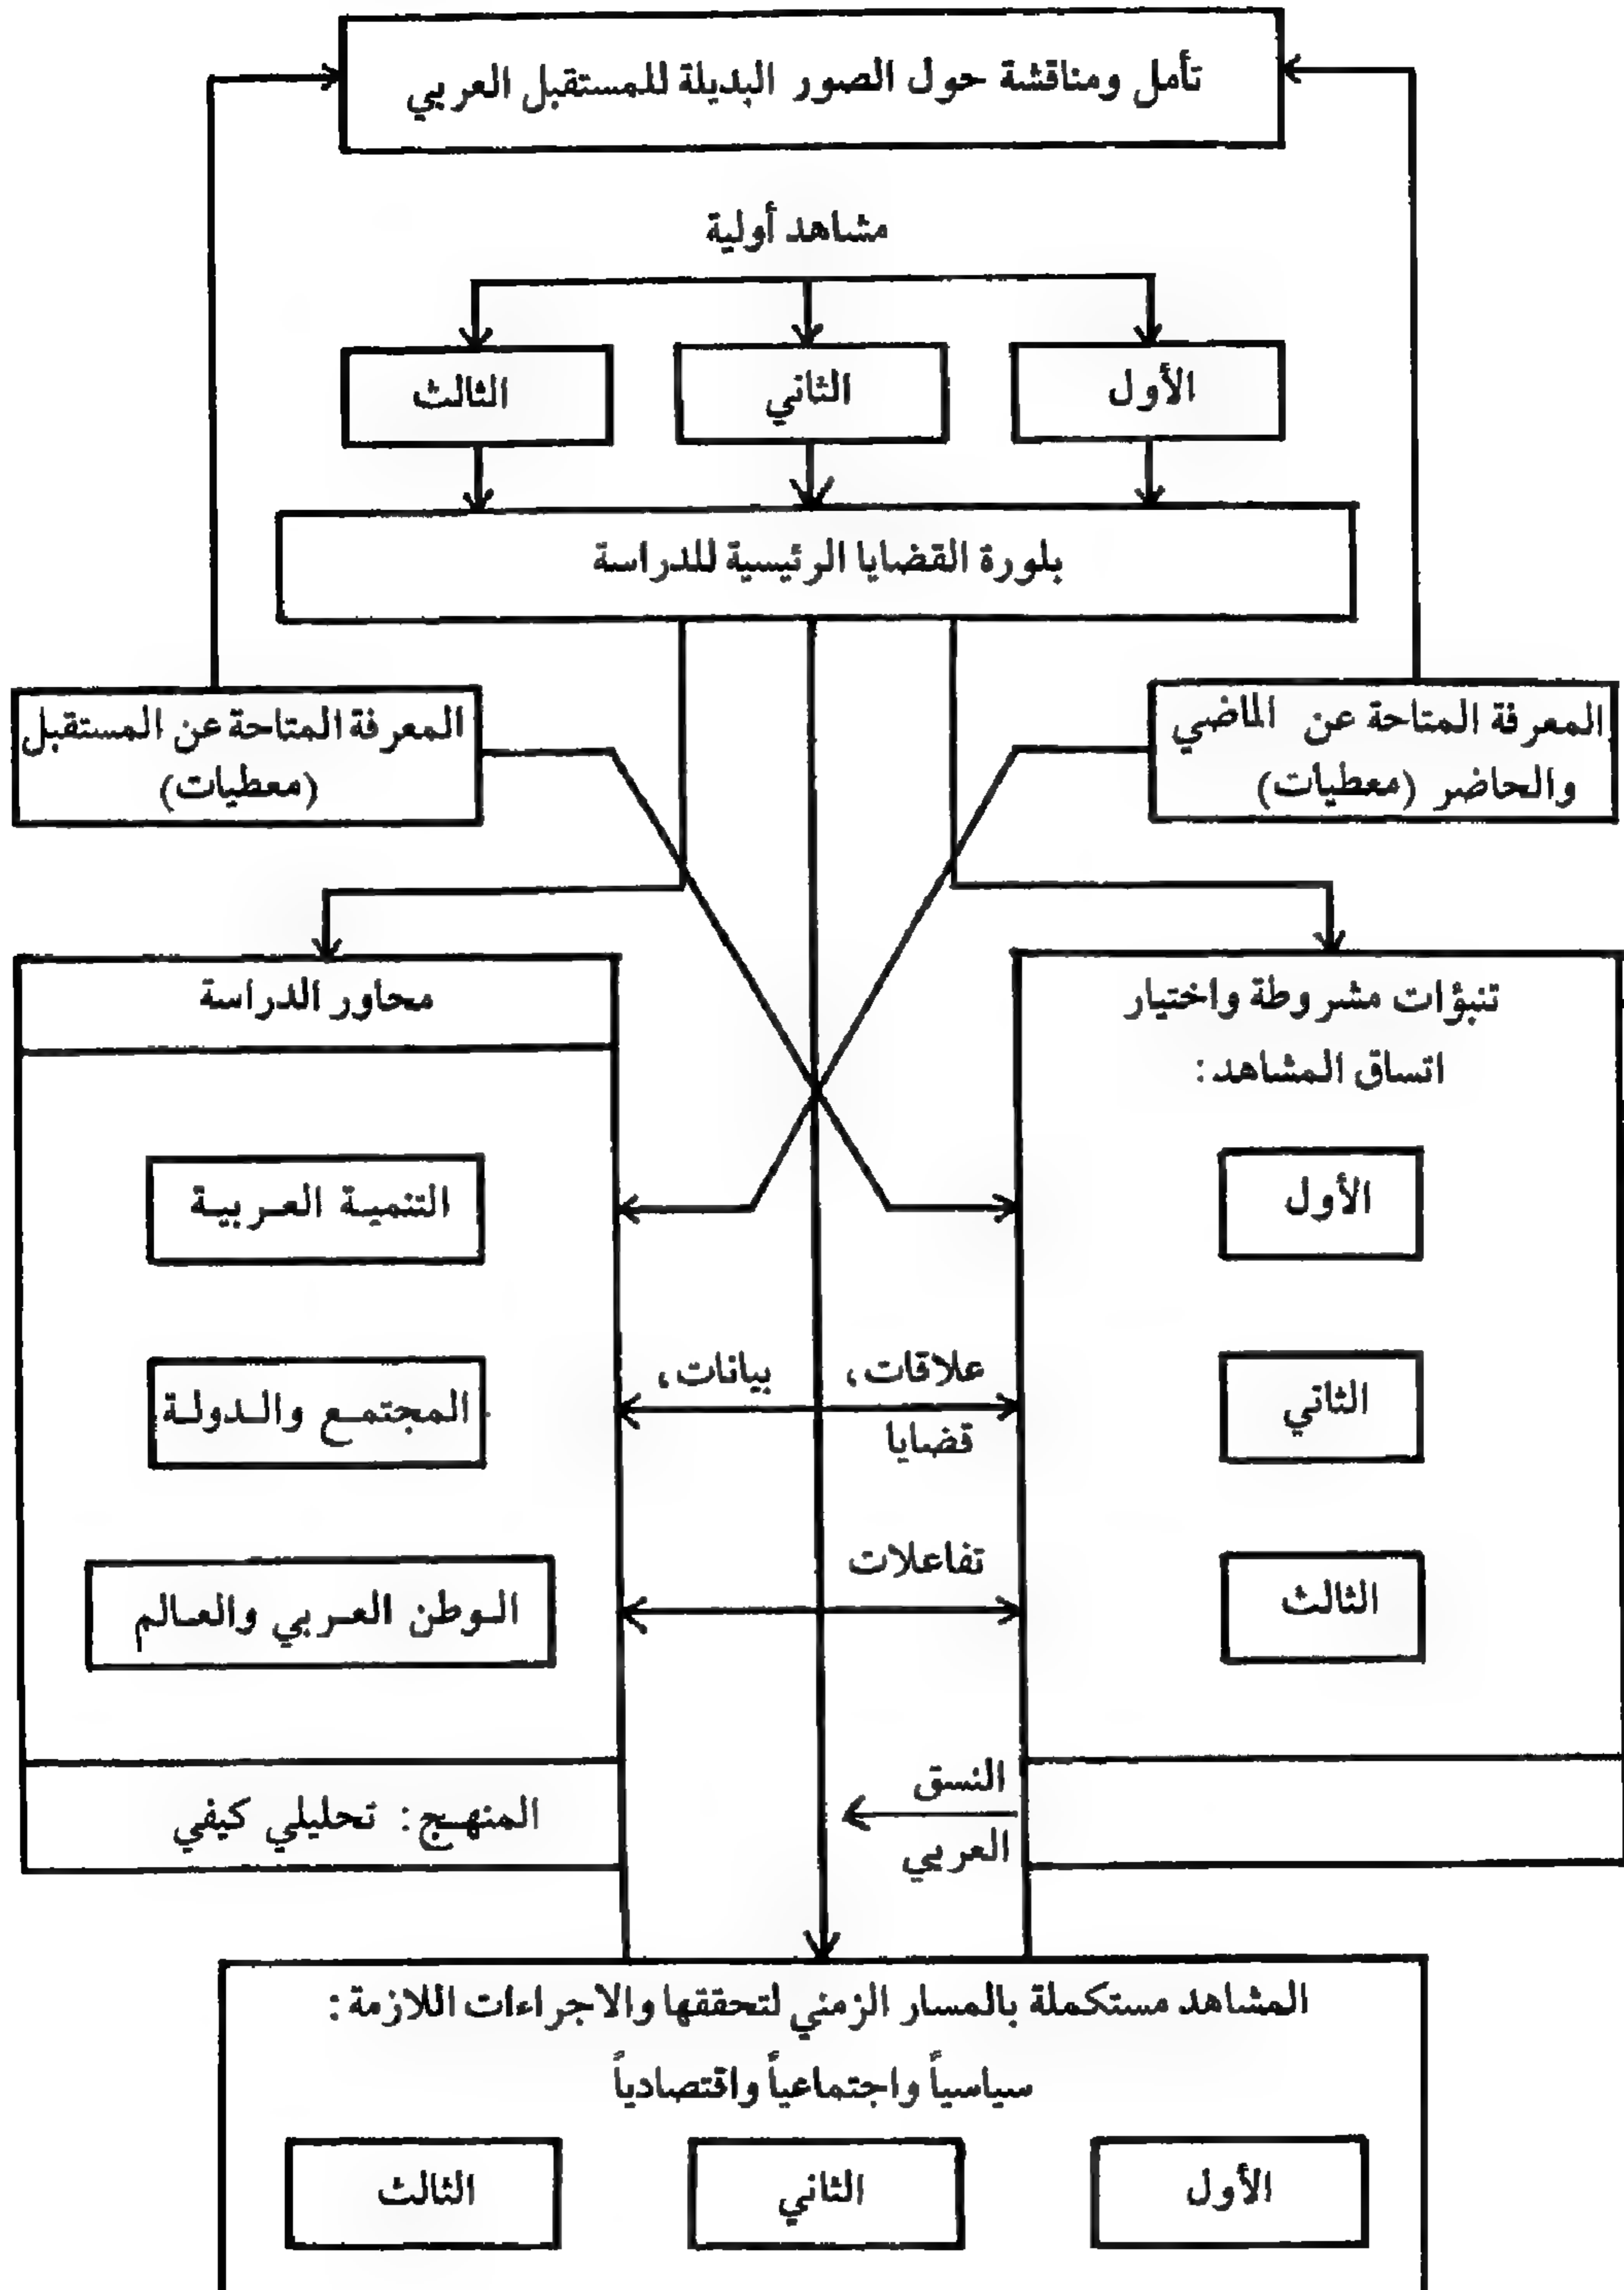 تأمل ومناقشة حول الصور البديلة للمستقبل العربي
مشاهد أولية
الأول
الثاني
الثالث
بلورة القضايا الرئيسية للدراسة
المعرفة المتاحة عن الماضي
والحاضر (معطيات)
المعرفة المتاحة عن المستقبل
(معطيات)
تنبؤات مشروطة واختيار
اتساق المشاهد:
الأول
الثاني
الثالث
محاور الدراسة
التنمية العربية
المجتمع والدولة
الوطن العربي والعالم
المنهج: تحليلي كيفي
علاقات، بيانات،
قضايا
تفاعلات
النسق
العربي
المشاهد مستكملة بالمسار الزمني لتحققها والاجراءات اللازمة:
سياسياً واجتماعياً واقتصادياً
الأول
الثاني
الثالث